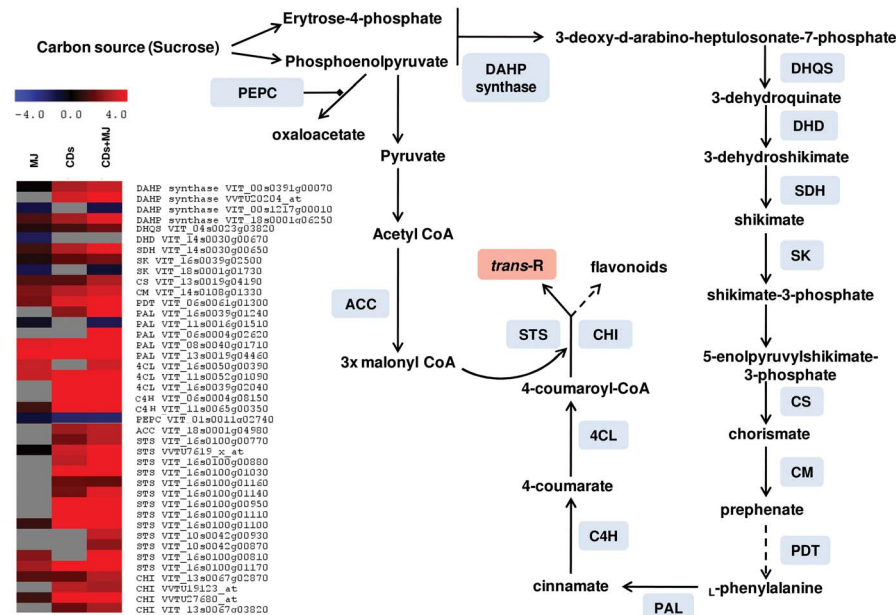 Erytrose-4-phosphate
Carbon source (Sucrose)
Phosphoenolpyruvate
DAHP
synthase
3-deoxy-d-arabino-heptulosonate-7-phosphate
PEPC
oxaloacetate
DHQS
3-dehydroquinate
DHD
3-dehydroshikimate
SDH
shikimate
SK
shikimate-3-phosphate
5-enolpyruvylshikimate-
3-phosphate
CS
chorismate
CM
prephenate
PDT
L-phenylalanine
PAL
cinnamate
C4H
4-coumarate
4CL
4-coumaroyl-CoA
STS
CHI
trans-R
flavonoids
Pyruvate
Acetyl CoA
ACC
3x malonyl CoA
-4.0 0.0 4.0
MJ
CDs
CDs+MJ
DAHP synthase VIT_00s0391g00070
DAHP synthase VVTU20204_at
DAHP synthase VIT_00s1217g00010
DAHP synthase VIT_18s0001g06250
DHQS VIT_04s0023g03820
DHD VIT_14s0030g00670
SDH VIT_14s0030g00650
SK VIT_16s0039g02500
SK VIT_18s0001g01730
CS VIT_13s0019g04190
CM VIT_14s0108g01330
PDT VIT_06s0061g01300
PAL VIT_16s0039g01240
PAL VIT_11s0016g01510
PAL VIT_06s0004g02620
PAL VIT_08s0040g01710
PAL VIT_13s0019g04460
4CL VIT_16s0050g00390
4CL VIT_11s0052g01090
4CL VIT_16s0039g02040
C4H VIT_06s0004g08150
C4H VIT_11s0065g00350
PEPC VIT_01s0011g02740
ACC VIT_18s0001g04980
STS VIT_16s0100g00770
STS VVTU7619_x_at
STS VIT_16s0100g00880
STS VIT_16s0100g01030
STS VIT_16s0100g01160
STS VIT_16s0100g01140
STS VIT_16s0100g00950
STS VIT_16s0100g01110
STS VIT_16s0100g01100
STS VIT_10s0042g00930
STS VIT_10s0042g00870
STS VIT_16s0100g00810
STS VIT_16s0100g01170
CHI VIT_13s0067g02870
CHI VVTU19123_at
CHI VVTU27680_at
CHI VIT_13s0067g03820